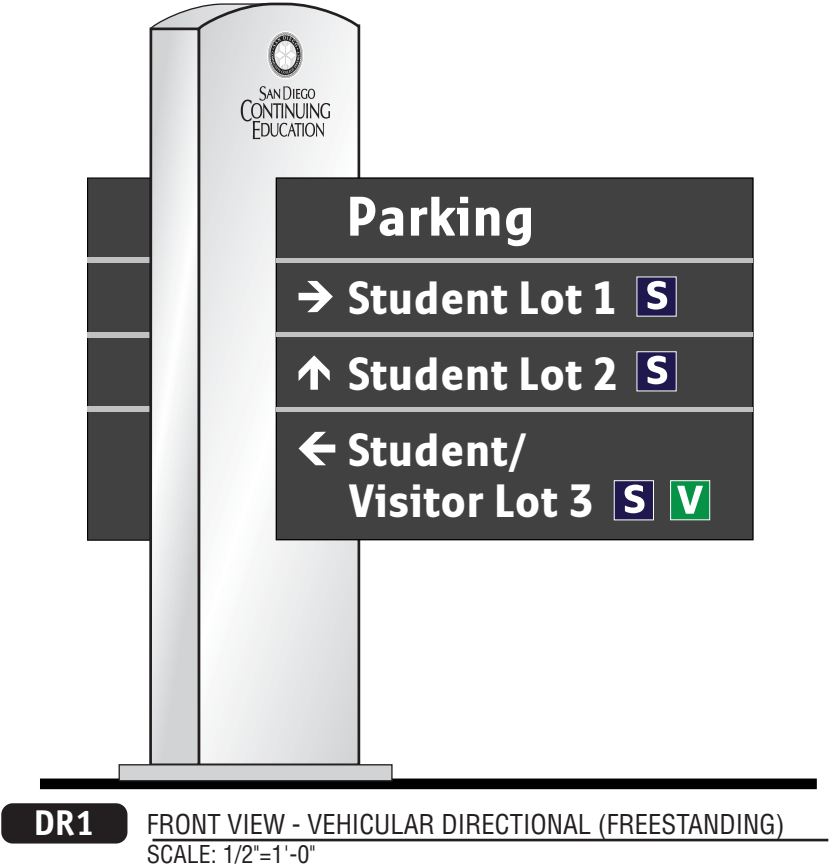 SAN DIEGO
CONTINUING
EDUCATION
Parking
→ Student Lot 1 S
↑ Student Lot 2 S
← Student/
Visitor Lot 3 S V
DR1 FRONT VIEW - VEHICULAR DIRECTIONAL (FREESTANDING)
SCALE: 1/2"=1'-0"